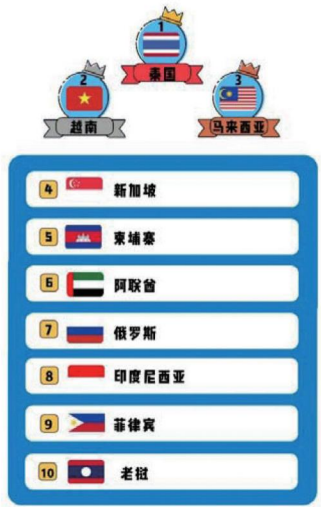 1
泰国
2
越南
3
马来西亚
4 新加坡
5 柬埔寨
6 阿联酋
7 俄罗斯
8 印度尼西亚
9 菲律宾
10 老挝